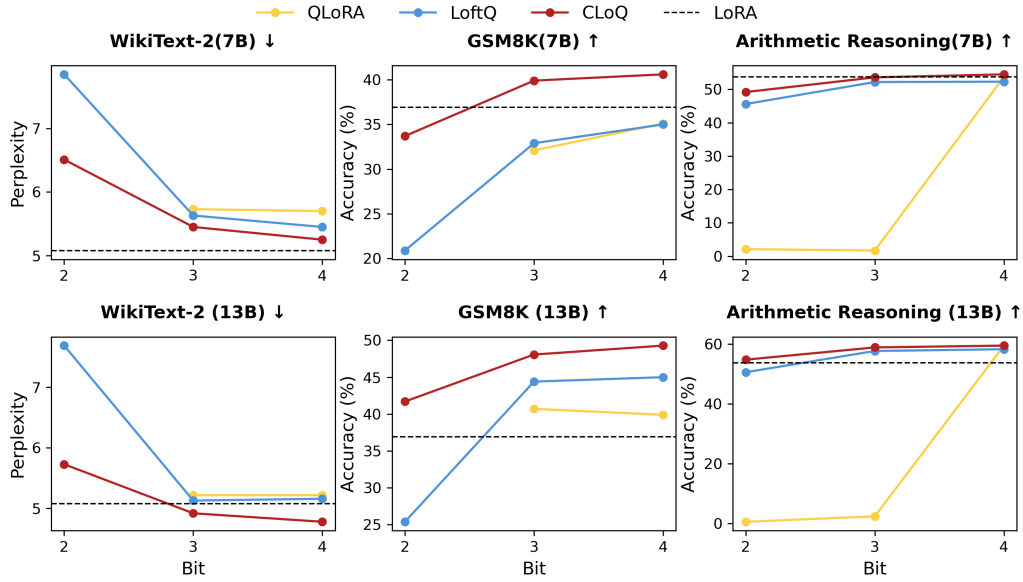 QLoRA LoftQ CLoQ LoRA
WikiText-2(7B) ↓
Perplexity
7
6
5
2 3 4
GSM8K(7B) ↑
Accuracy (%)
40
35
30
25
20
2 3 4
Arithmetic Reasoning(7B) ↑
Accuracy (%)
50
40
30
20
10
0
2 3 4
WikiText-2 (13B) ↓
Perplexity
7
6
5
2 3 4
Bit
GSM8K (13B) ↑
Accuracy (%)
50
45
40
35
30
25
2 3 4
Bit
Arithmetic Reasoning (13B) ↑
Accuracy (%)
60
40
20
0
2 3 4
Bit